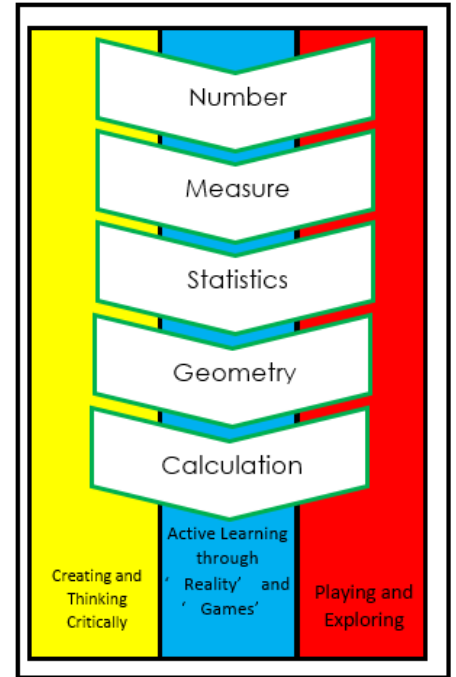 Number
Measure
Statistics
Geometry
Calculation
Creating and
Thinking
Critically
Active Learning
through
‘ Reality’ and
‘ Games’
Playing and
Exploring